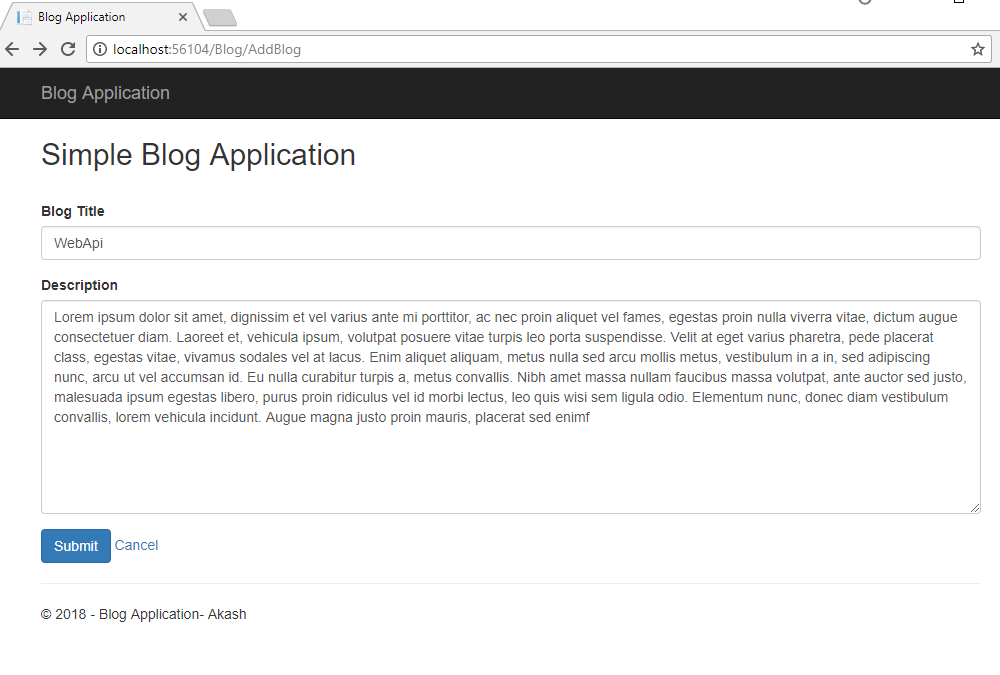 Blog Application
localhost:56104/Blog/AddBlog
Blog Application
Simple Blog Application
Blog Title
WebApi
Description
Lorem ipsum dolor sit amet, dignissim et vel varius ante mi porttitor, ac nec proin aliquet vel fames, egestas proin nulla viverra vitae, dictum augue
consectetuer diam. Laoreet et, vehicula ipsum, volutpat posuere vitae turpis leo porta suspendisse. Velit at eget varius pharetra, pede placerat
class, egestas vitae, vivamus sodales vel at lacus. Enim aliquet aliquam, metus nulla sed arcu mollis metus, vestibulum in a in, sed adipiscing
nunc, arcu ut vel accumsan id. Eu nulla curabitur turpis a, metus convallis. Nibh amet massa nullam faucibus massa volutpat, ante auctor sed justo,
malesuada ipsum egestas libero, purus proin ridiculus vel id morbi lectus, leo quis wisi sem ligula odio. Elementum nunc, donec diam vestibulum
convallis, lorem vehicula incidunt. Augue magna justo proin mauris, placerat sed enimf
Submit Cancel
© 2018 - Blog Application- Akash